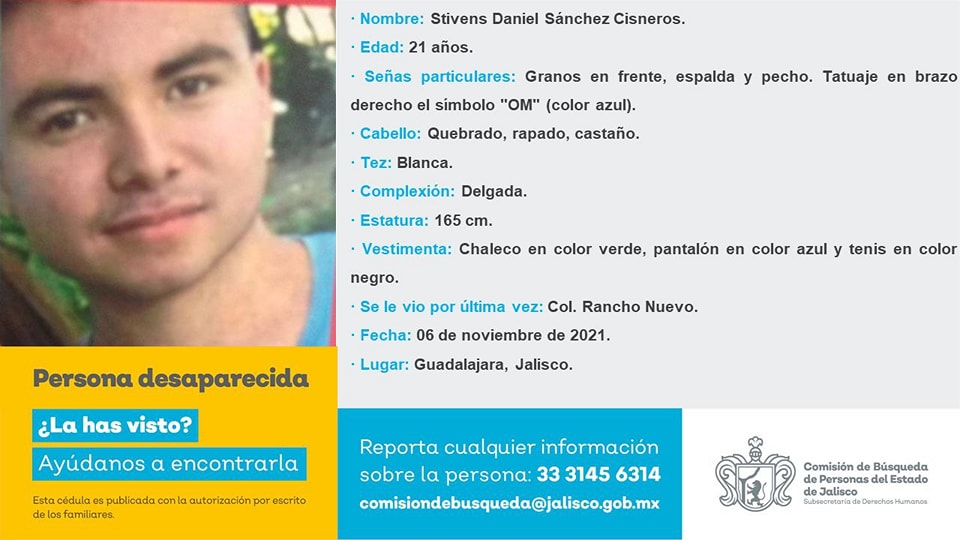 · Nombre: Stivens Daniel Sánchez Cisneros.
· Edad: 21 años.
· Señas particulares: Granos en frente, espalda y pecho. Tatuaje en brazo
derecho el símbolo "OM" (color azul).
· Cabello: Quebrado, rapado, castaño.
· Tez: Blanca.
· Complexión: Delgada.
· Estatura: 165 cm.
· Vestimenta: Chaleco en color verde, pantalón en color azul y tenis en color
negro.
· Se le vio por última vez: Col. Rancho Nuevo.
· Fecha: 06 de noviembre de 2021.
· Lugar: Guadalajara, Jalisco.
Persona desaparecida
¿La has visto?
Ayúdanos a encontrarla
Esta cédula es publicada con la autorización por escrito
de los familiares.
Reporta cualquier información
sobre la persona: 33 3145 6314
comisiondebusqueda@jalisco.gob.mx
Comisión de Búsqueda
de Personas del Estado
de Jalisco
Subsecretaría de Derechos Humanos